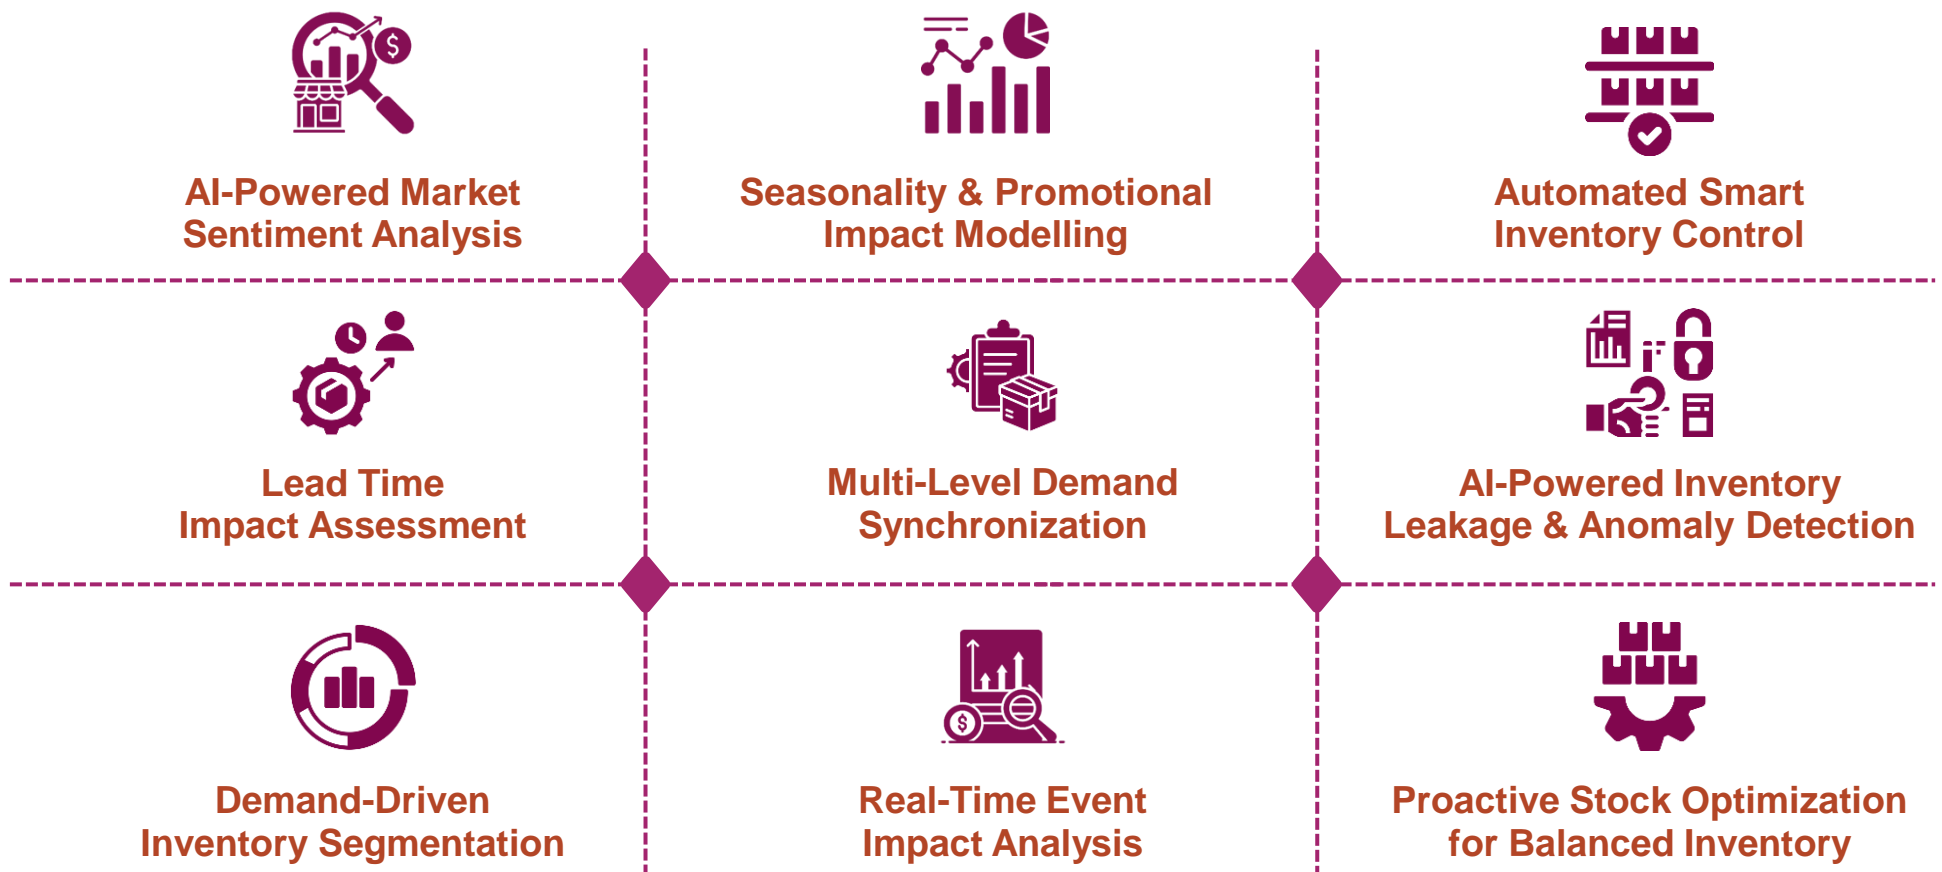 AI-Powered Market
Sentiment Analysis
Seasonality & Promotional
Impact Modelling
Automated Smart
Inventory Control
Lead Time
Impact Assessment
Multi-Level Demand
Synchronization
AI-Powered Inventory
Leakage & Anomaly Detection
Demand-Driven
Inventory Segmentation
Real-Time Event
Impact Analysis
Proactive Stock Optimization
for Balanced Inventory